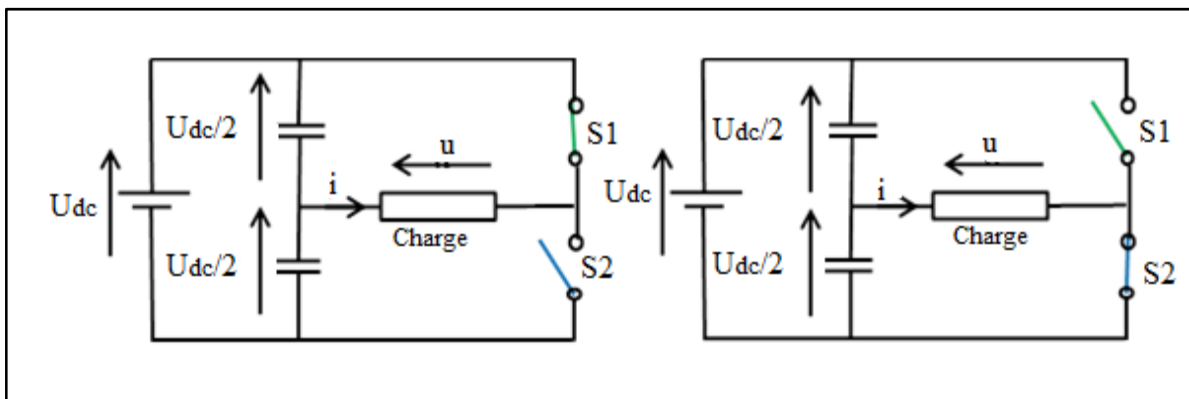 Udc
Udc/2
Udc/2
i
u
Charge
S1
S2
Udc
Udc/2
Udc/2
i
u
Charge
S1
S2